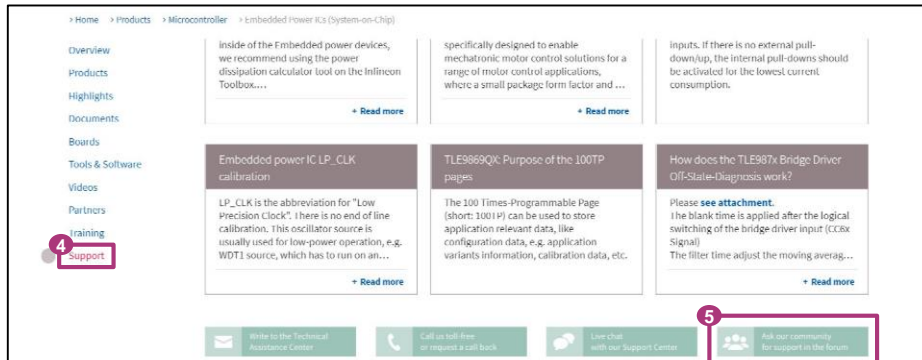 > Home > Products > Microcontroller > Embedded Power ICs (System-on-Chip)
Overview
Products
Highlights
Documents
Boards
Tools & Software
Videos
Partners
Training
4
Support
inside of the Embedded power devices,
we recommend using the power
dissipation calculator tool on the Infineon
Toolbox....
+ Read more
specifically designed to enable
mechatronic motor control solutions for a
range of motor control applications,
where a small package form factor and ...
+ Read more
inputs. If there is no external pull-
down/up, the internal pull-downs should
be activated for the lowest current
consumption.
Embedded power IC LP_CLK
calibration
LP_CLK is the abbreviation for "Low
Precision Clock". There is no end of line
calibration. This oscillator source is
usually used for low-power operation, e.g.
WDT1 source, which has to run on an...
+ Read more
TLE9869QX: Purpose of the 100TP
pages
The 100 Times-Programmable Page
(short: 100TP) can be used to store
application relevant data, like
configuration data, e.g. application
variants information, calibration data, etc.
How does the TLE987x Bridge Driver
Off-State-Diagnosis work?
Please see attachment.
The blank time is applied after the logical
switching of the bridge driver input (CC6x
Signal)
The filter time adjust the moving averag...
+ Read more
Write to the Technical
Assistance Center
Call us toll-free
or request a call back
Live chat
with our Support Center
5
Ask our community
for support in the forum